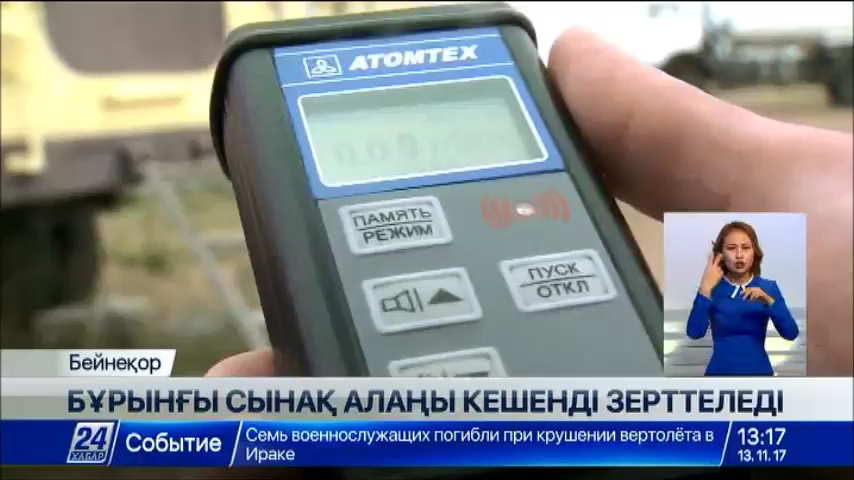 ATOMTEX
ПАМЯТЬ
РЕЖИМ
ПУСК
ОТКЛ
Бейнеқор
БҰРЫНҒЫ СЫНАҚ АЛАҢЫ КЕШЕНДІ ЗЕРТТЕЛЕДІ
24
ХАБАР
Событие
Семь военнослужащих погибли при крушении вертолёта в
Ираке
13:17
13.11.17